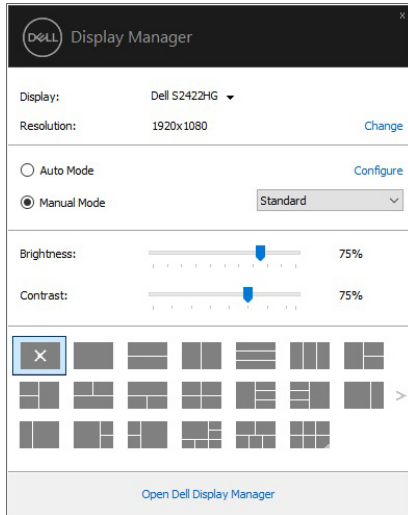 x
DELL Display Manager
Display: Dell S2422HG
Resolution: 1920x1080 Change
Auto Mode Configure
Manual Mode Standard
Brightness: 75%
Contrast: 75%
Open Dell Display Manager